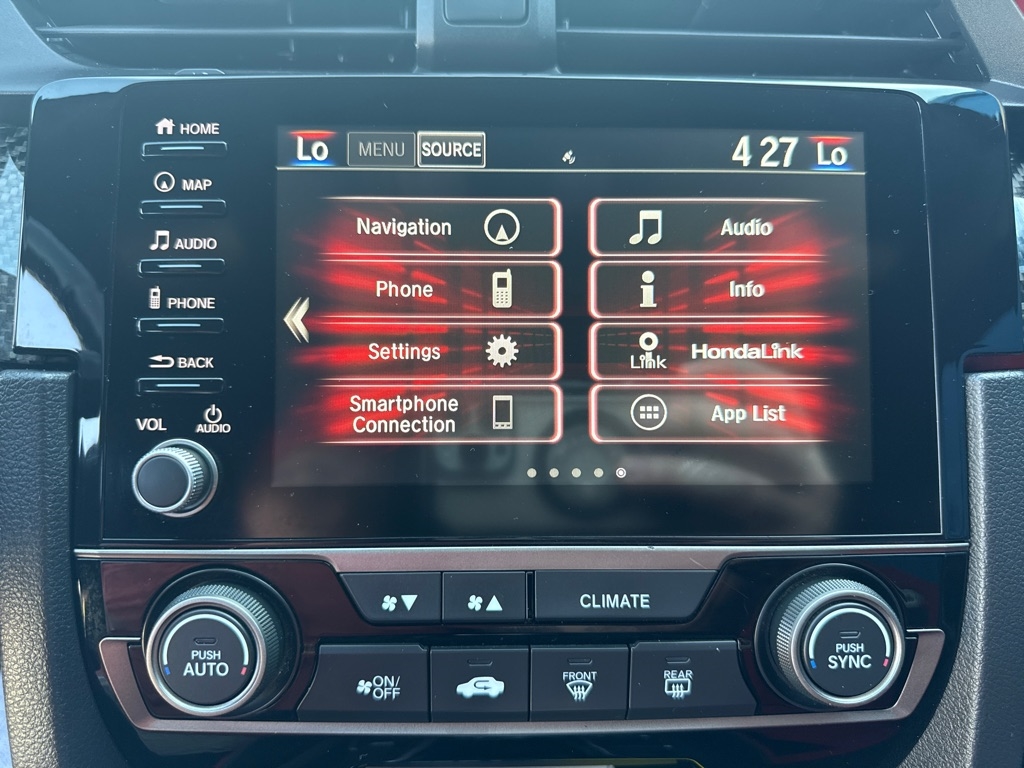 HOME
MAP
AUDIO
PHONE
BACK
VOL
AUDIO
Lo MENU SOURCE 4 27 Lo
Navigation
Audio
Phone
Info
Settings
Link
HondaLink
Smartphone
Connection
App List
CLIMATE
PUSH
AUTO
ON/
OFF
FRONT
REAR
PUSH
SYNC